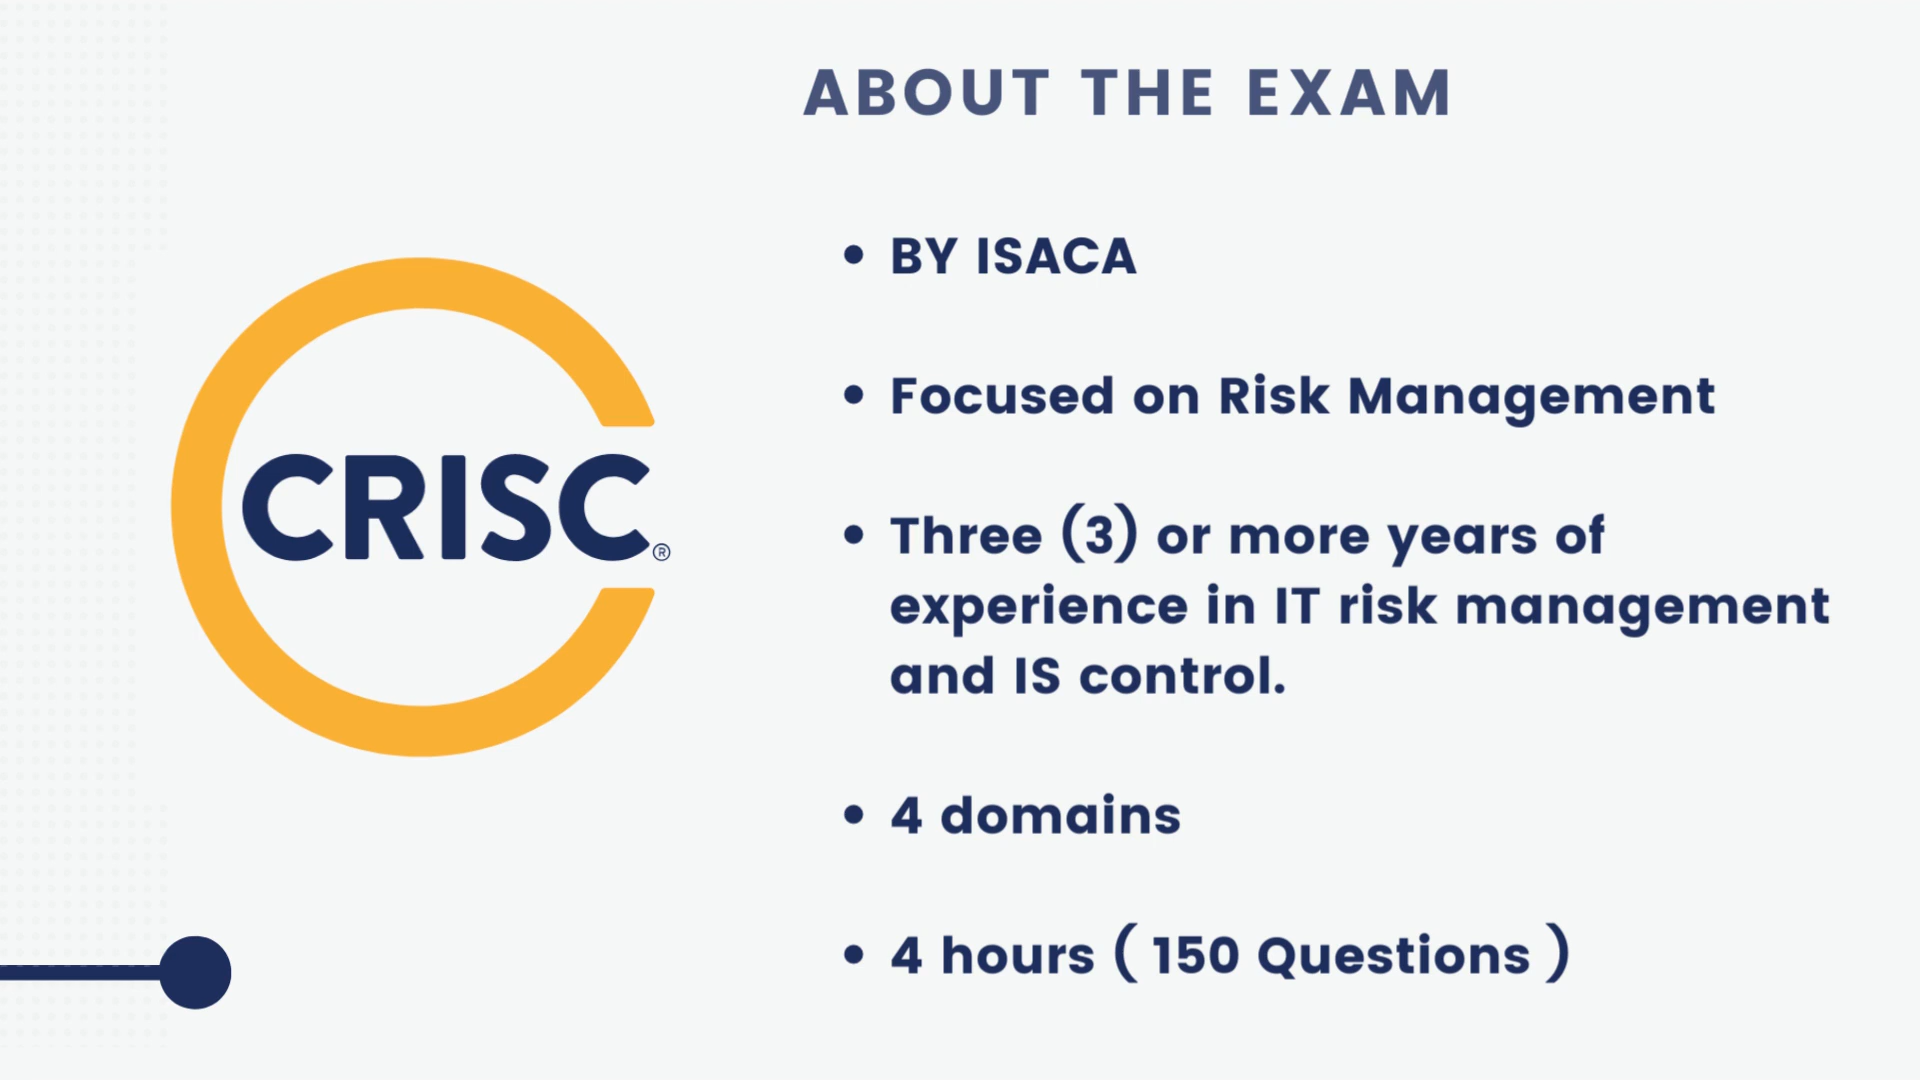 ABOUT THE EXAM
CRISC®
• BY ISACA
• Focused on Risk Management
• Three (3) or more years of
experience in IT risk management
and IS control.
• 4 domains
• 4 hours ( 150 Questions )